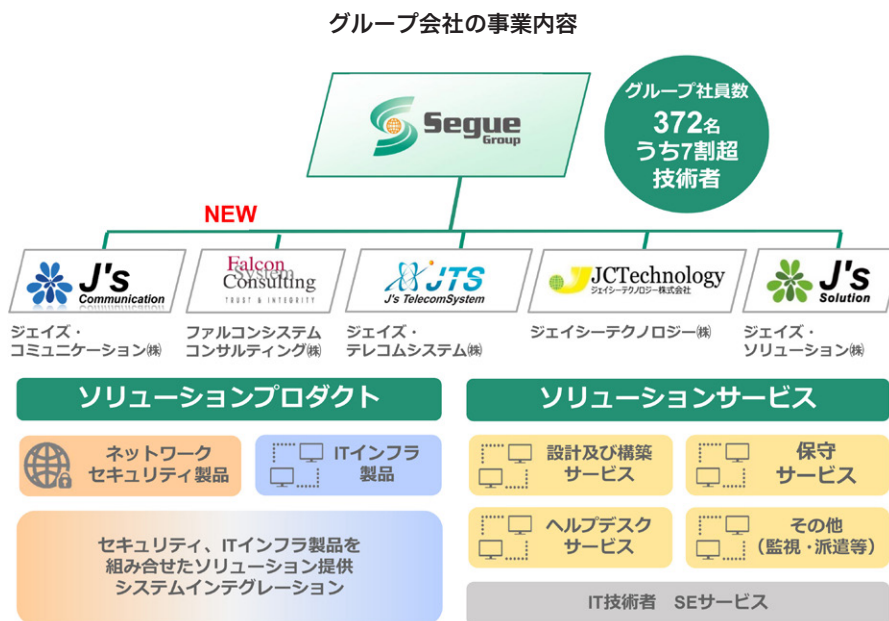 グループ会社の事業内容
Segue
Group
グループ社員数
372名
うち7割超
技術者
NEW
J's
Communication
Falcon
System
Consulting
TRUST & INTEGRITY
JTS
J's TelecomSystem
JCTechnology
ジェイシーテクノロジー株式会社
J's
Solution
ジェイズ・
コミュニケーション㈱
ファルコンシステム
コンサルティング㈱
ジェイズ・
テレコムシステム㈱
ジェイシーテクノロジー㈱
ジェイズ・
ソリューション㈱
ソリューションプロダクト
ネットワーク
セキュリティ製品
ITインフラ
製品
セキュリティ、ITインフラ製品を
組み合せたソリューション提供
システムインテグレーション
ソリューションサービス
設計及び構築
サービス
保守
サービス
ヘルプデスク
サービス
その他
（監視・派遣等）
IT技術者　SEサービス